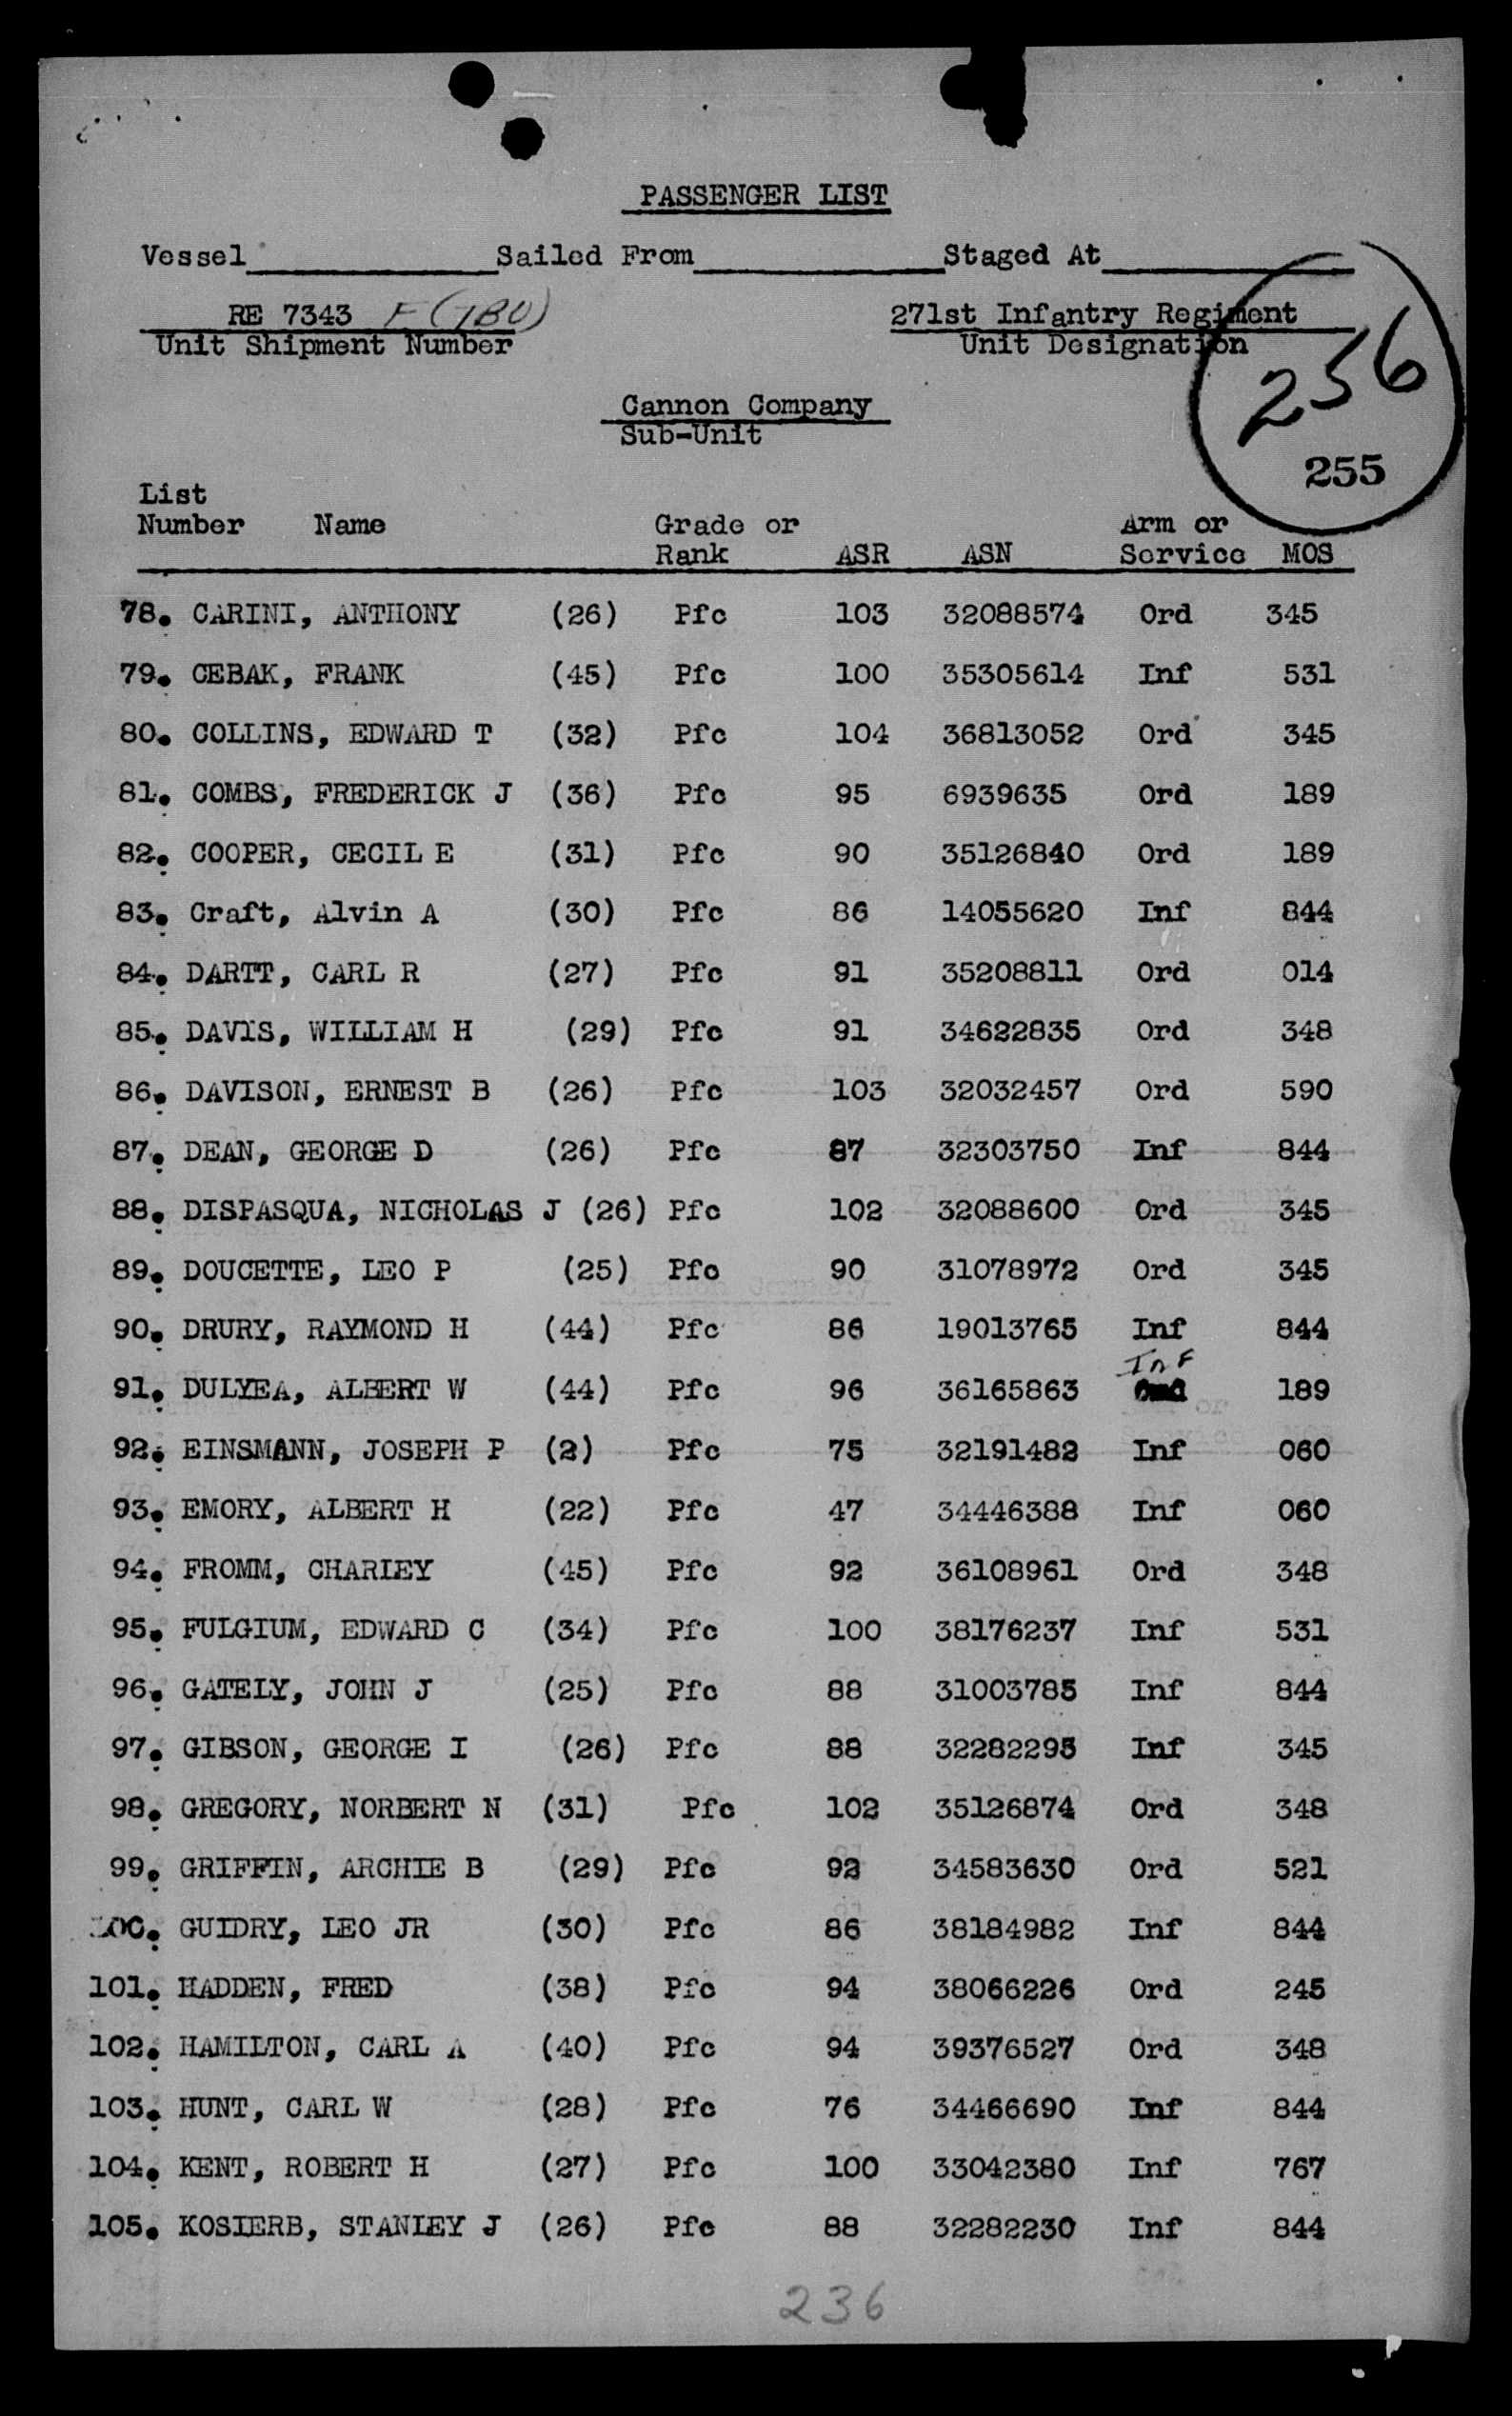 PASSENGER LIST
Vessel Sailed From Staged At
RE 7343 F (TBU) 271st Infantry Regiment
Unit Shipment Number Unit Designation
236
Cannon Company
Sub-Unit
255
List
Number Name Grade or Arm or
Rank ASR ASN Service MOS
78. CARINI, ANTHONY (26) Pfc 103 32088574 Ord 345
79. CEBAK, FRANK (45) Pfc 100 35305614 Inf 531
80. COLLINS, EDWARD T (32) Pfc 104 36813052 Ord 345
81. COMBS, FREDERICK J (36) Pfc 95 6939635 Ord 189
82. COOPER, CECIL E (31) Pfc 90 35126840 Ord 189
83. Craft, Alvin A (30) Pfc 86 14055620 Inf 844
84. DARTT, CARL R (27) Pfc 91 35208811 Ord 014
85. DAVIS, WILLIAM H (29) Pfc 91 34622835 Ord 348
86. DAVISON, ERNEST B (26) Pfc 103 32032457 Ord 590
87. DEAN, GEORGE D (26) Pfc 87 32303750 Inf 844
88. DISPASQUA, NICHOLAS J (26) Pfc 102 32088600 Ord 345
89. DOUCETTE, LEO P (25) Pfc 90 31078972 Ord 345
90. DRURY, RAYMOND H (44) Pfc 86 19013765 Inf 844
Inf
91. DULYEA, ALBERT W (44) Pfc 96 36165863 189
92. EINSMANN, JOSEPH P (2) Pfc 75 32191482 Inf 060
93. EMORY, ALBERT H (22) Pfc 47 34446388 Inf 060
94. FROMM, CHARLEY (45) Pfc 92 36108961 Ord 348
95. FULGIUM, EDWARD C (34) Pfc 100 38176237 Inf 531
96. GATELY, JOHN J (25) Pfc 88 31003785 Inf 844
97. GIBSON, GEORGE I (26) Pfc 88 32282295 Inf 345
98. GREGORY, NORBERT N (31) Pfc 102 35126874 Ord 348
99. GRIFFIN, ARCHIE B (29) Pfc 92 34583630 Ord 521
100. GUIDRY, LEO JR (30) Pfc 86 38184982 Inf 844
101. HADDEN, FRED (38) Pfc 94 38066226 Ord 245
102. HAMILTON, CARL A (40) Pfc 94 39376527 Ord 348
103. HUNT, CARL W (28) Pfc 76 34466690 Inf 844
104. KENT, ROBERT H (27) Pfc 100 33042380 Inf 767
105. KOSIERB, STANLEY J (26) Pfc 88 32282230 Inf 844
236